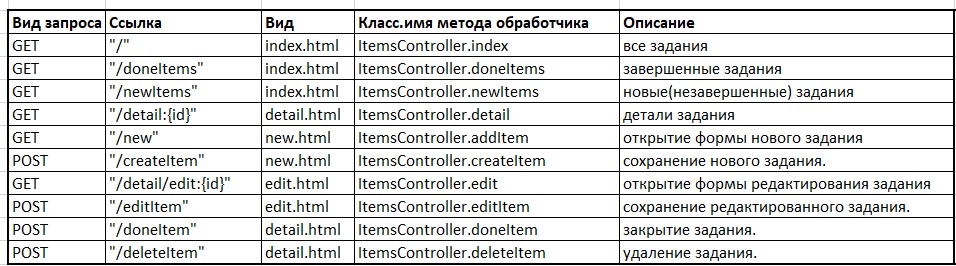 Вид запроса Ссылка Вид Класс.имя метода обработчика Описание
GET "/" index.html ItemsController.index все задания
GET "/doneItems" index.html ItemsController.doneItems завершенные задания
GET "/newItems" index.html ItemsController.newItems новые(незавершенные) задания
GET "/detail:{id}" detail.html ItemsController.detail детали задания
GET "/new" new.html ItemsController.addItem открытие формы нового задания
POST "/createItem" new.html ItemsController.createItem сохранение нового задания.
GET "/detail/edit:{id}" edit.html ItemsController.edit открытие формы редактирования задания
POST "/editItem" edit.html ItemsController.editItem сохранение редактированного задания.
POST "/doneItem" detail.html ItemsController.doneItem закрытие задания.
POST "/deleteItem" detail.html ItemsController.deleteItem удаление задания.